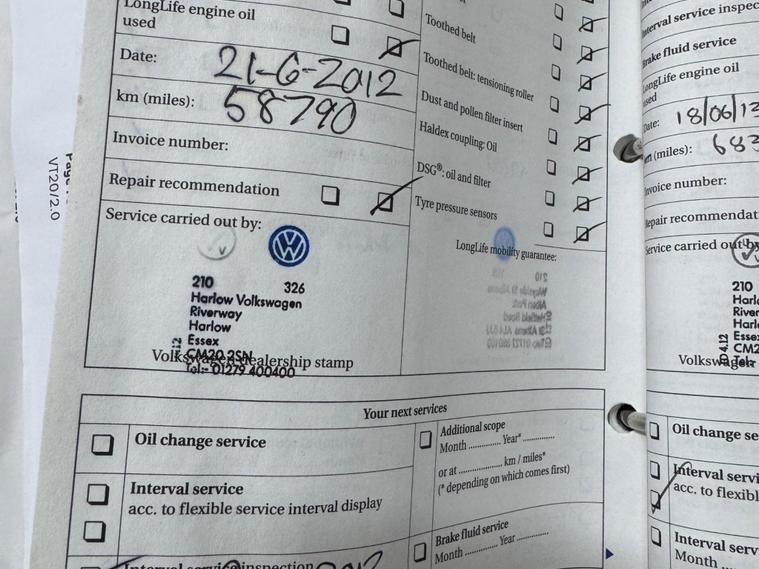 LongLife engine oil
used
Date: 21-6-2012
km (miles): 58790
Invoice number:
Repair recommendation
Service carried out by:
210 326
Harlow Volkswagen
Riverway
Harlow
Essex
CM20 2SN
Tel:- 01279 400400
Volkswagen dealership stamp
Toothed belt
Toothed belt: tensioning roller
Dust and pollen filter insert
Haldex coupling: Oil
DSG®: oil and filter
Tyre pressure sensors
LongLife mobility guarantee:
Your next services
Oil change service
Interval service
acc. to flexible service interval display
Interval service inspection
Additional scope
Month .............. Year* ..............
or at .................. km / miles*
(* depending on which comes first)
Brake fluid service
Month ............ Year ............
VT20/2.0
Interval service inspec
Brake fluid service
LongLife engine oil
used
Date: 18/06/13
km (miles): 683
Invoice number:
Repair recommendat
Service carried out by
210
Harl
River
Harl
Esse
CM2
Tel:-
Volkswagen
Oil change se
Interval servi
acc. to flexibl
Interval serv
Month